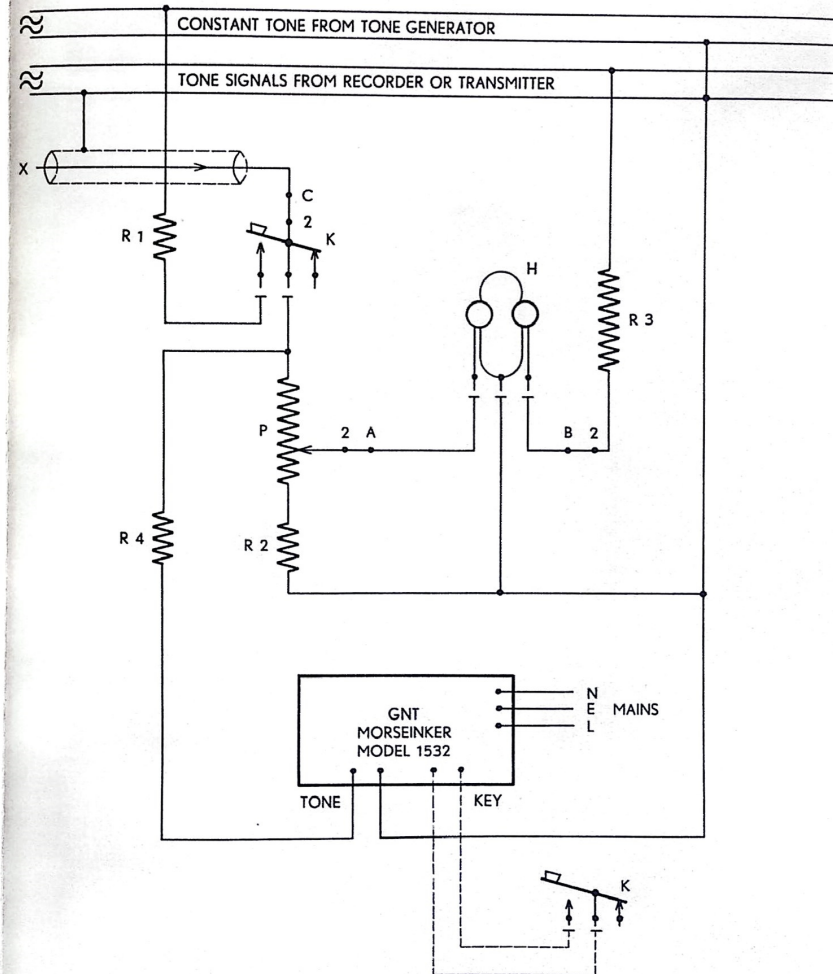 CONSTANT TONE FROM TONE GENERATOR
TONE SIGNALS FROM RECORDER OR TRANSMITTER
X
C
2
K
R 1
H
R 3
P
2 A
B 2
R 4
R 2
GNT
MORSEINKER
MODEL 1532
N
E MAINS
L
TONE
KEY
K